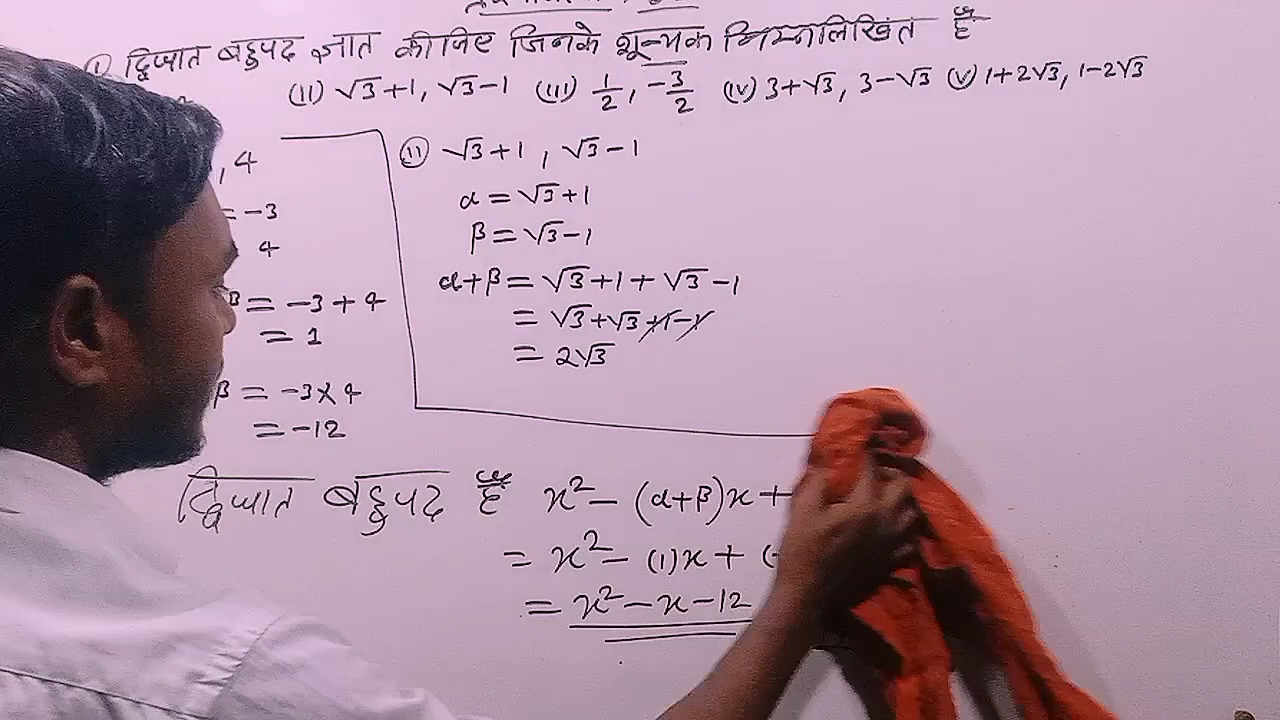 ① द्विघात बहुपद ज्ञात कीजिए जिनके शून्यक निम्नलिखित हैं
(II) √3+1, √3-1 (III) 1/2, -3/2 (IV) 3+√3, 3-√3 (V) 1+2√3, 1-2√3
, 4
= -3
4
β = -3+4
= 1
β = -3×4
= -12
(II) √3+1, √3-1
α = √3+1
β = √3-1
α+β = √3+1+√3-1
= √3+√3+1-1
= 2√3
द्विघात बहुपद हैं x²-(α+β)x+
= x²-(1)x+(-
= x²-x-12